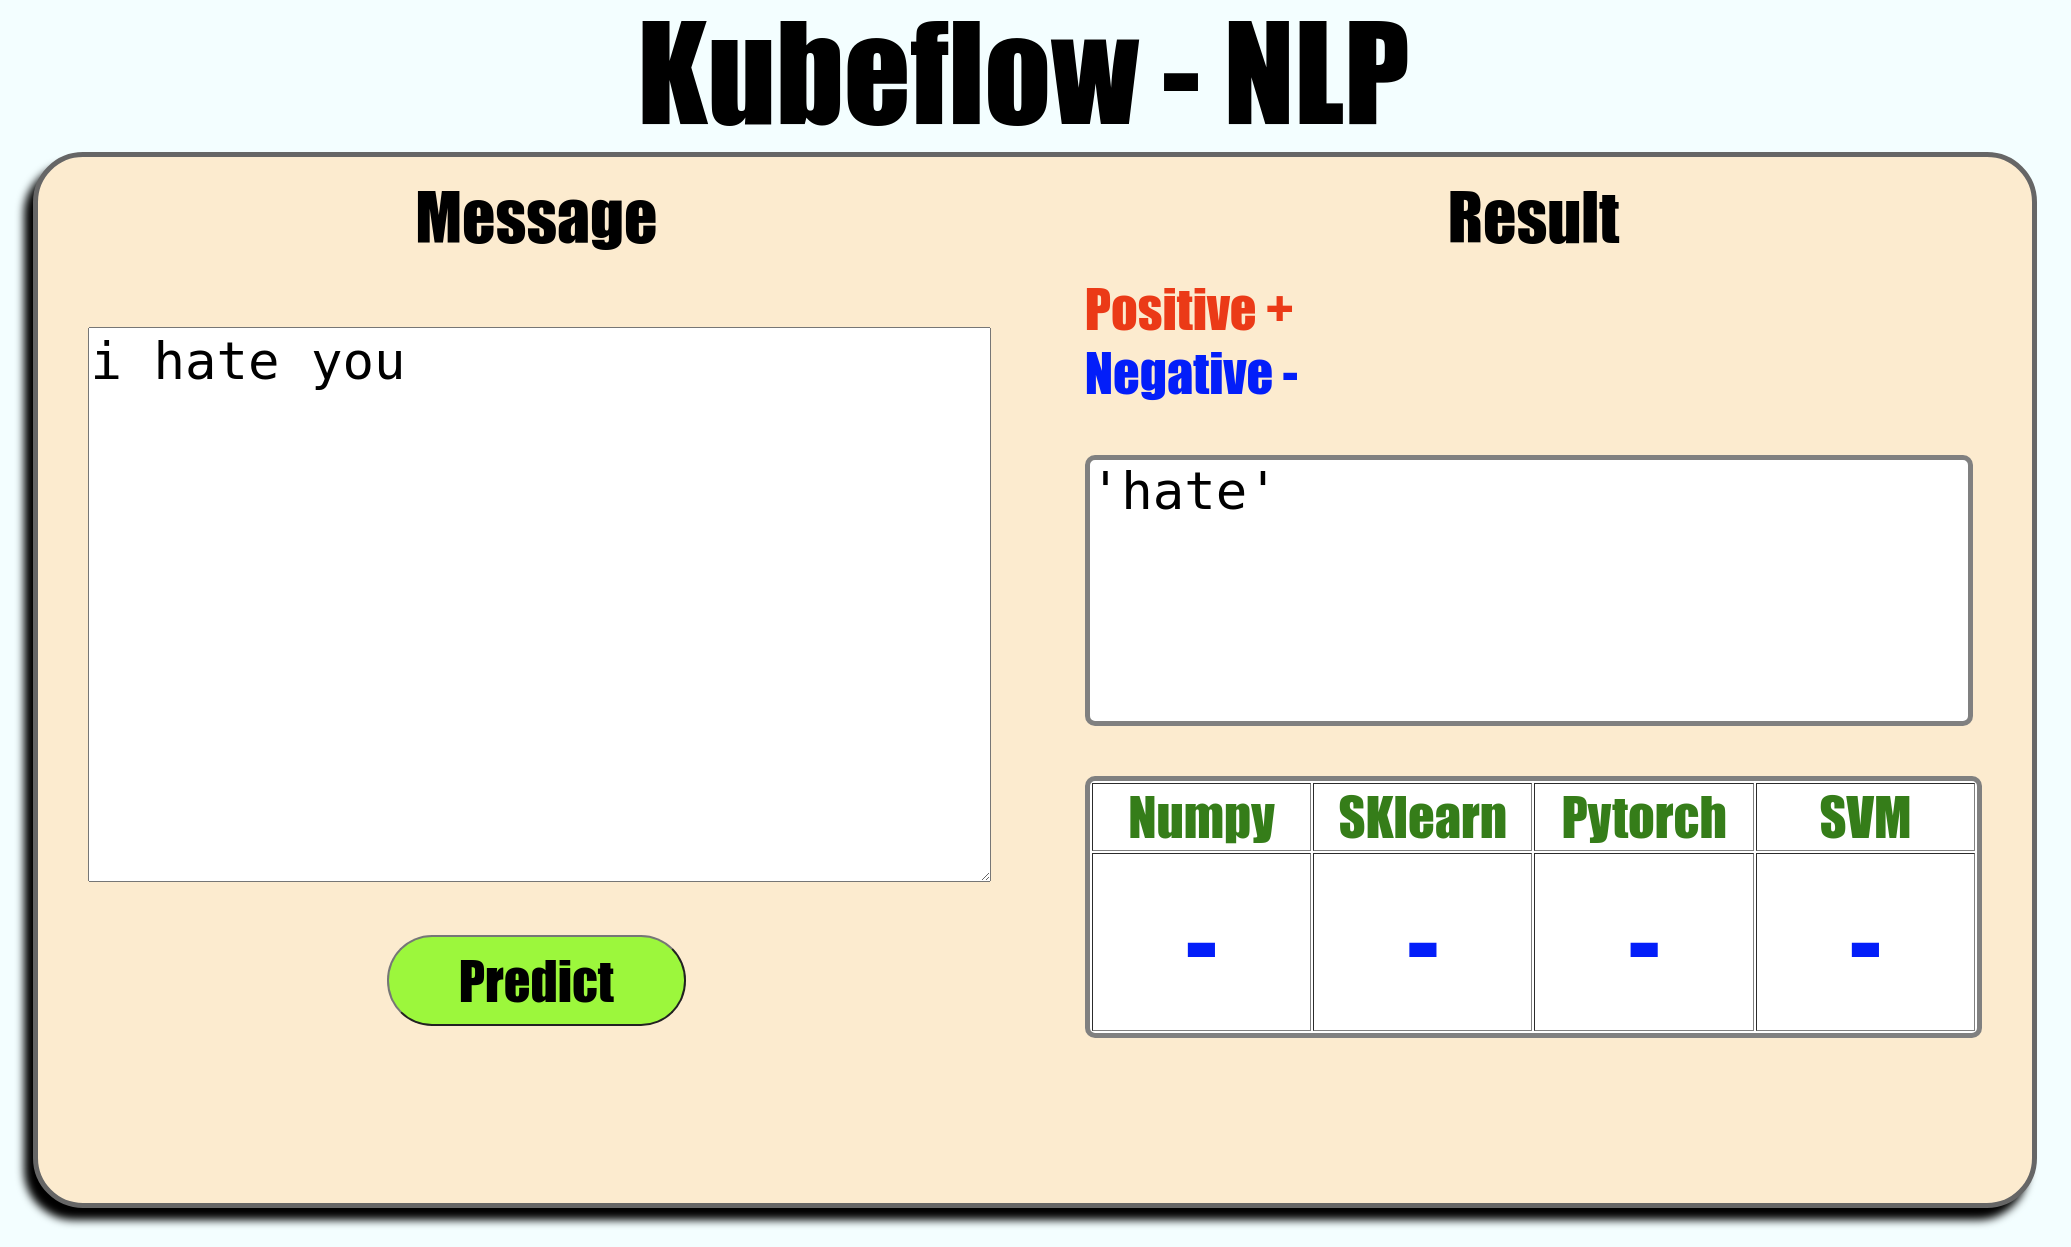 Kubeflow - NLP
Message
i hate you
Predict
Result
Positive +
Negative -
'hate'
Numpy SKlearn Pytorch SVM
- - - -